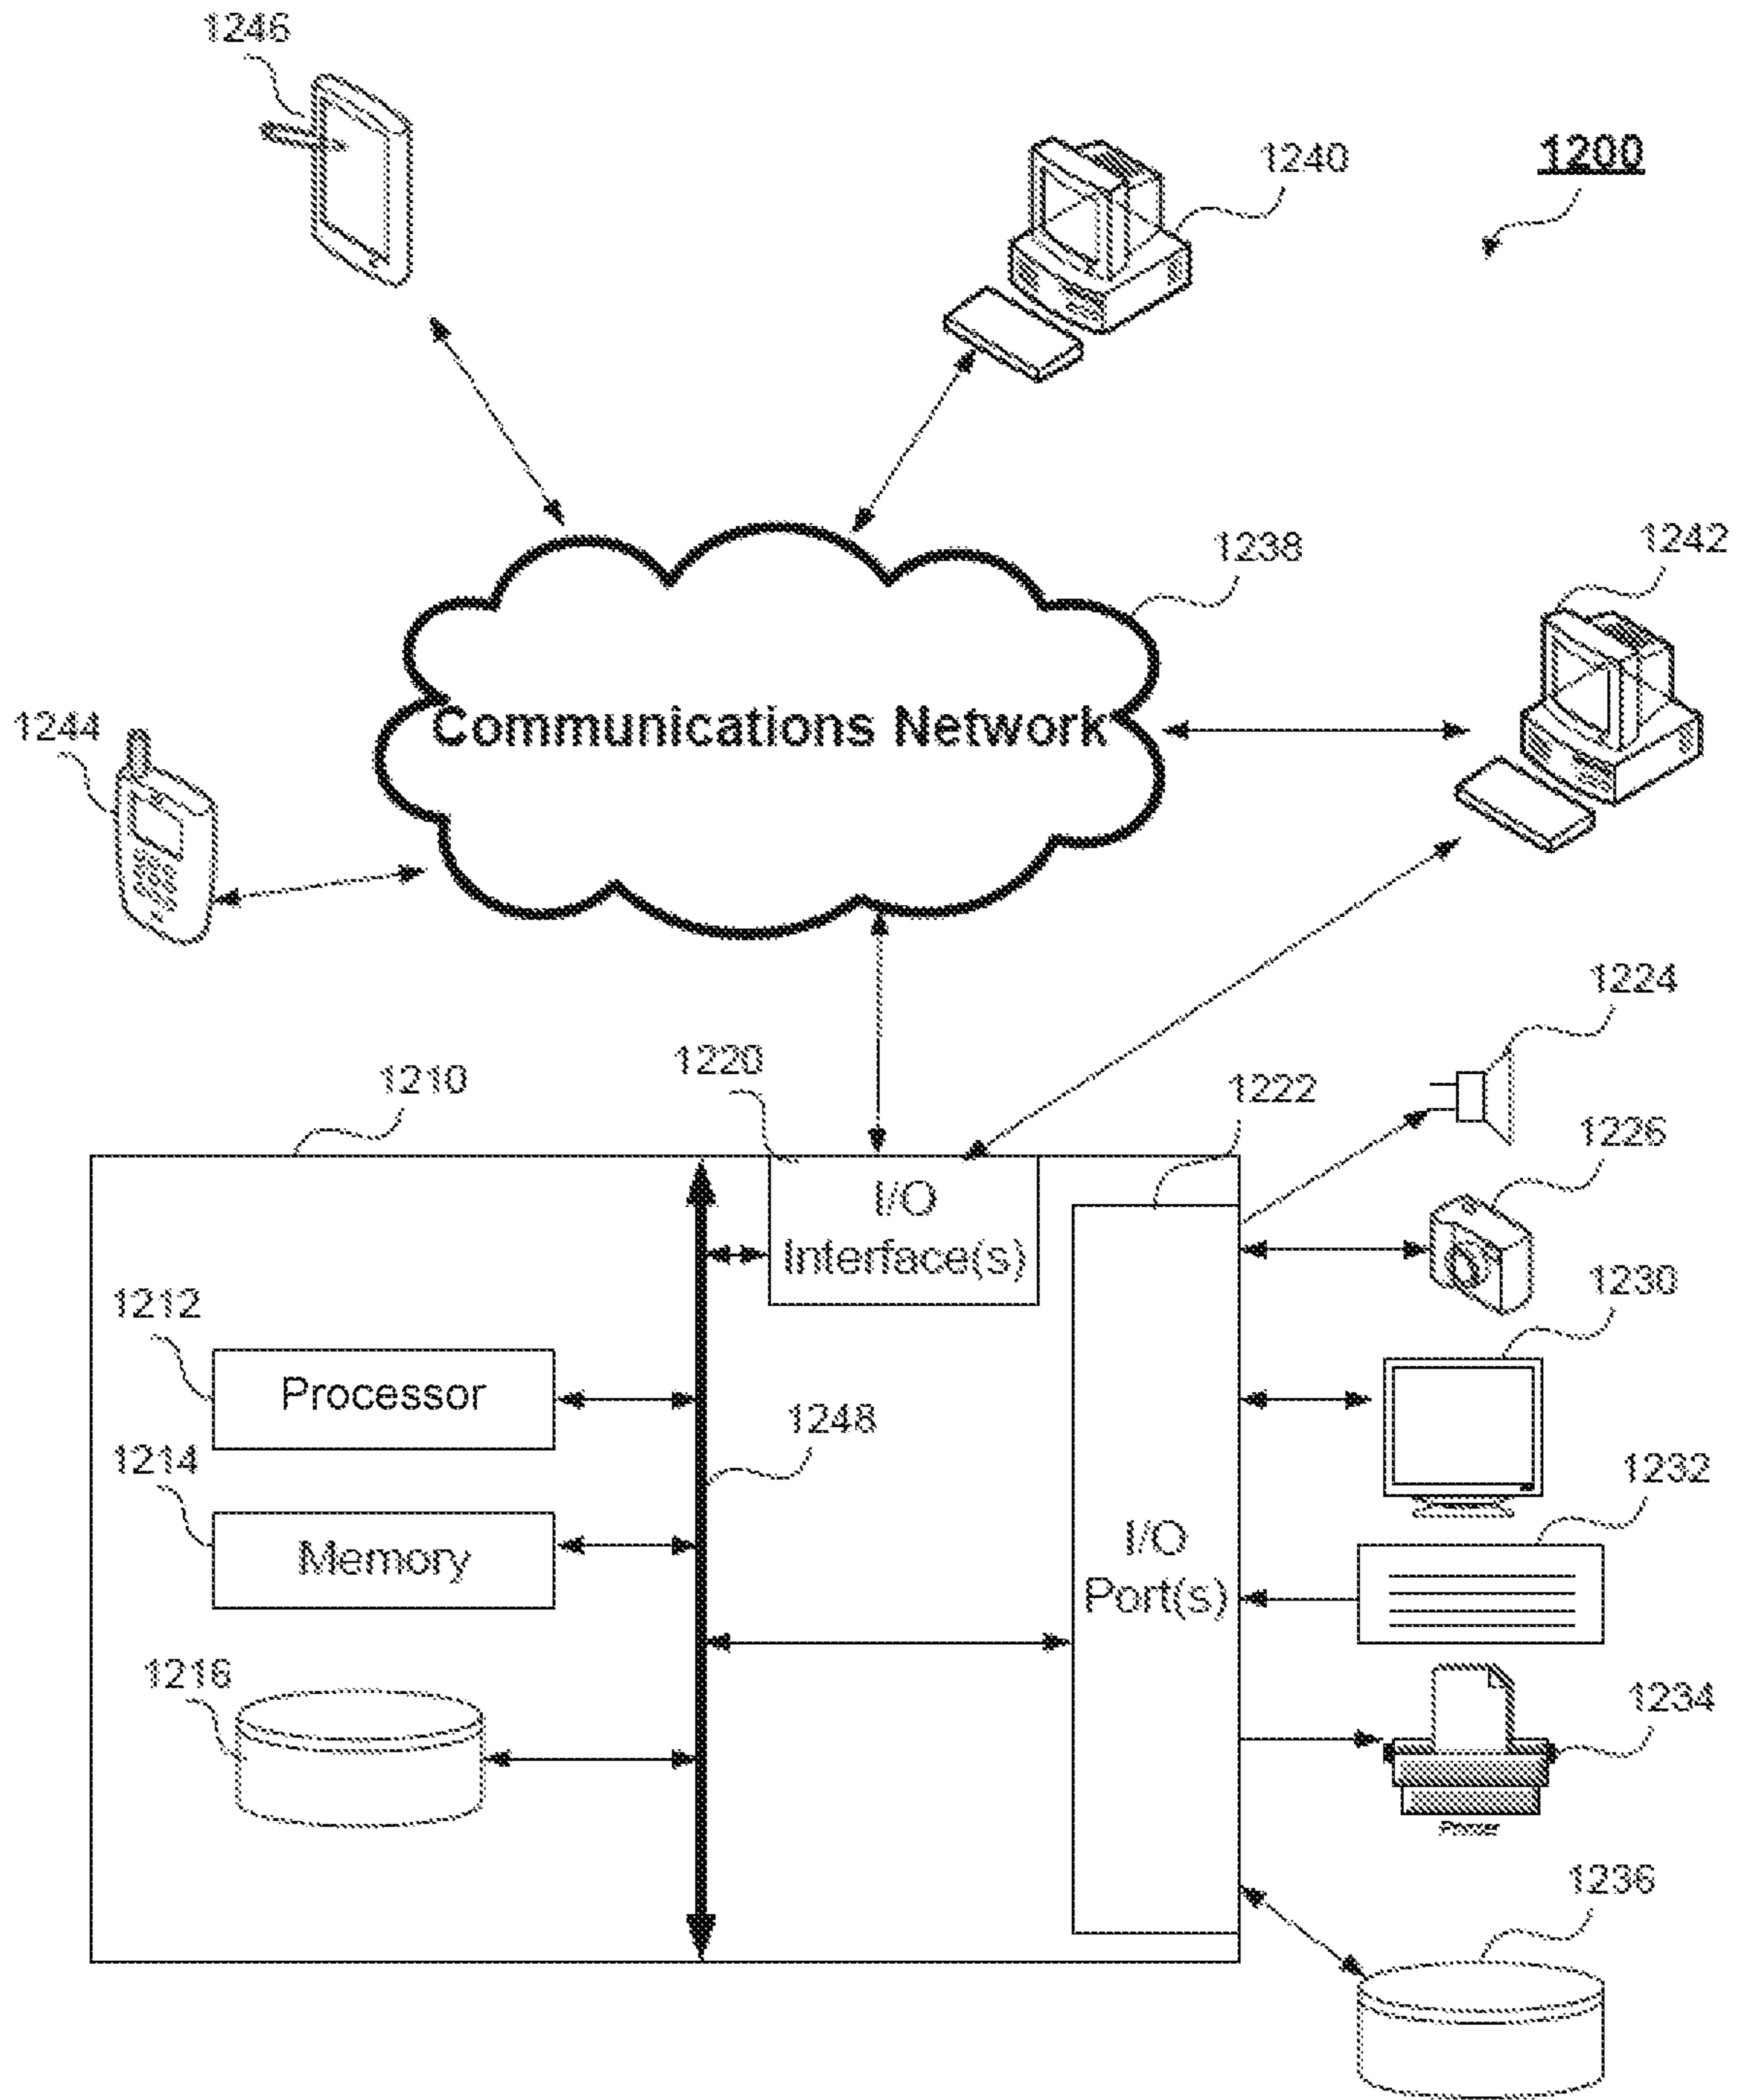 1246
1240
1200
1238
1242
Communications Network
1244
1224
1220
1210
1222
1226
I/O
Interface(s)
1230
1212
Processor
1248
1214
1232
Memory
I/O
Port(s)
1216
1234
Printer
1236